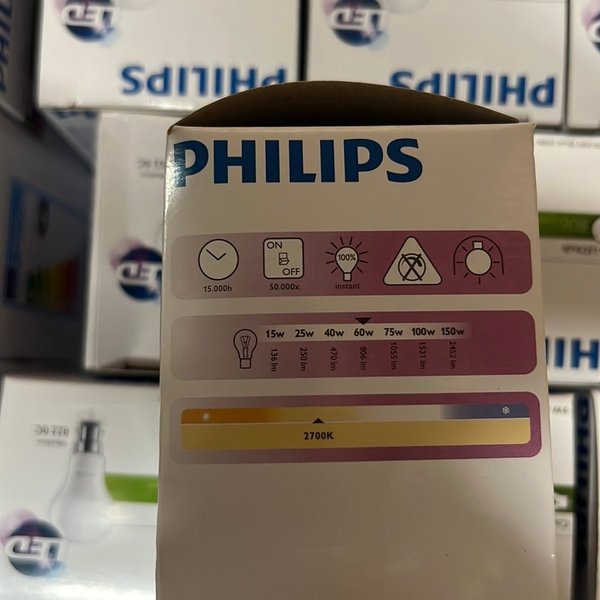 LED
PHILIPS
PHILIPS
PHILIPS
PHILIPS
ON
OFF
100%
15.000h
50.000x
instant
15w 25w 40w 60w 75w 100w 150w
136 lm 250 lm 470 lm 806 lm 1055 lm 1521 lm 2452 lm
2700K
LED
LED